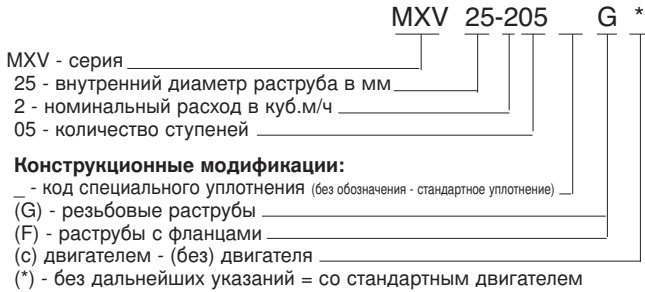 MXV 25-205 G *
MXV - серия
25 - внутренний диаметр раструба в мм
2 - номинальный расход в куб.м/ч
05 - количество ступеней
Конструкционные модификации:
_ - код специального уплотнения (без обозначения - стандартное уплотнение)
(G) - резьбовые раструбы
(F) - раструбы с фланцами
(с) двигателем - (без) двигателя
(*) - без дальнейших указаний = со стандартным двигателем